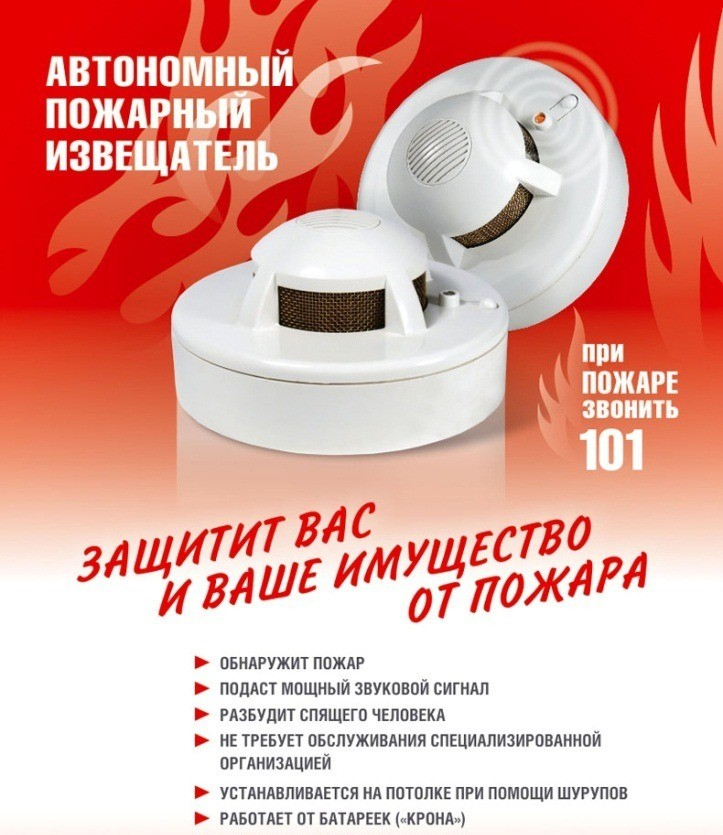 АВТОНОМНЫЙ
ПОЖАРНЫЙ
ИЗВЕЩАТЕЛЬ
при
ПОЖАРЕ
ЗВОНИТЬ
101
ЗАЩИТИТ ВАС
И ВАШЕ ИМУЩЕСТВО
ОТ ПОЖАРА
ОБНАРУЖИТ ПОЖАР
ПОДАСТ МОЩНЫЙ ЗВУКОВОЙ СИГНАЛ
РАЗБУДИТ СПЯЩЕГО ЧЕЛОВЕКА
НЕ ТРЕБУЕТ ОБСЛУЖИВАНИЯ СПЕЦИАЛИЗИРОВАННОЙ
ОРГАНИЗАЦИЕЙ
УСТАНАВЛИВАЕТСЯ НА ПОТОЛКЕ ПРИ ПОМОЩИ ШУРУПОВ
РАБОТАЕТ ОТ БАТАРЕЕК («КРОНА»)